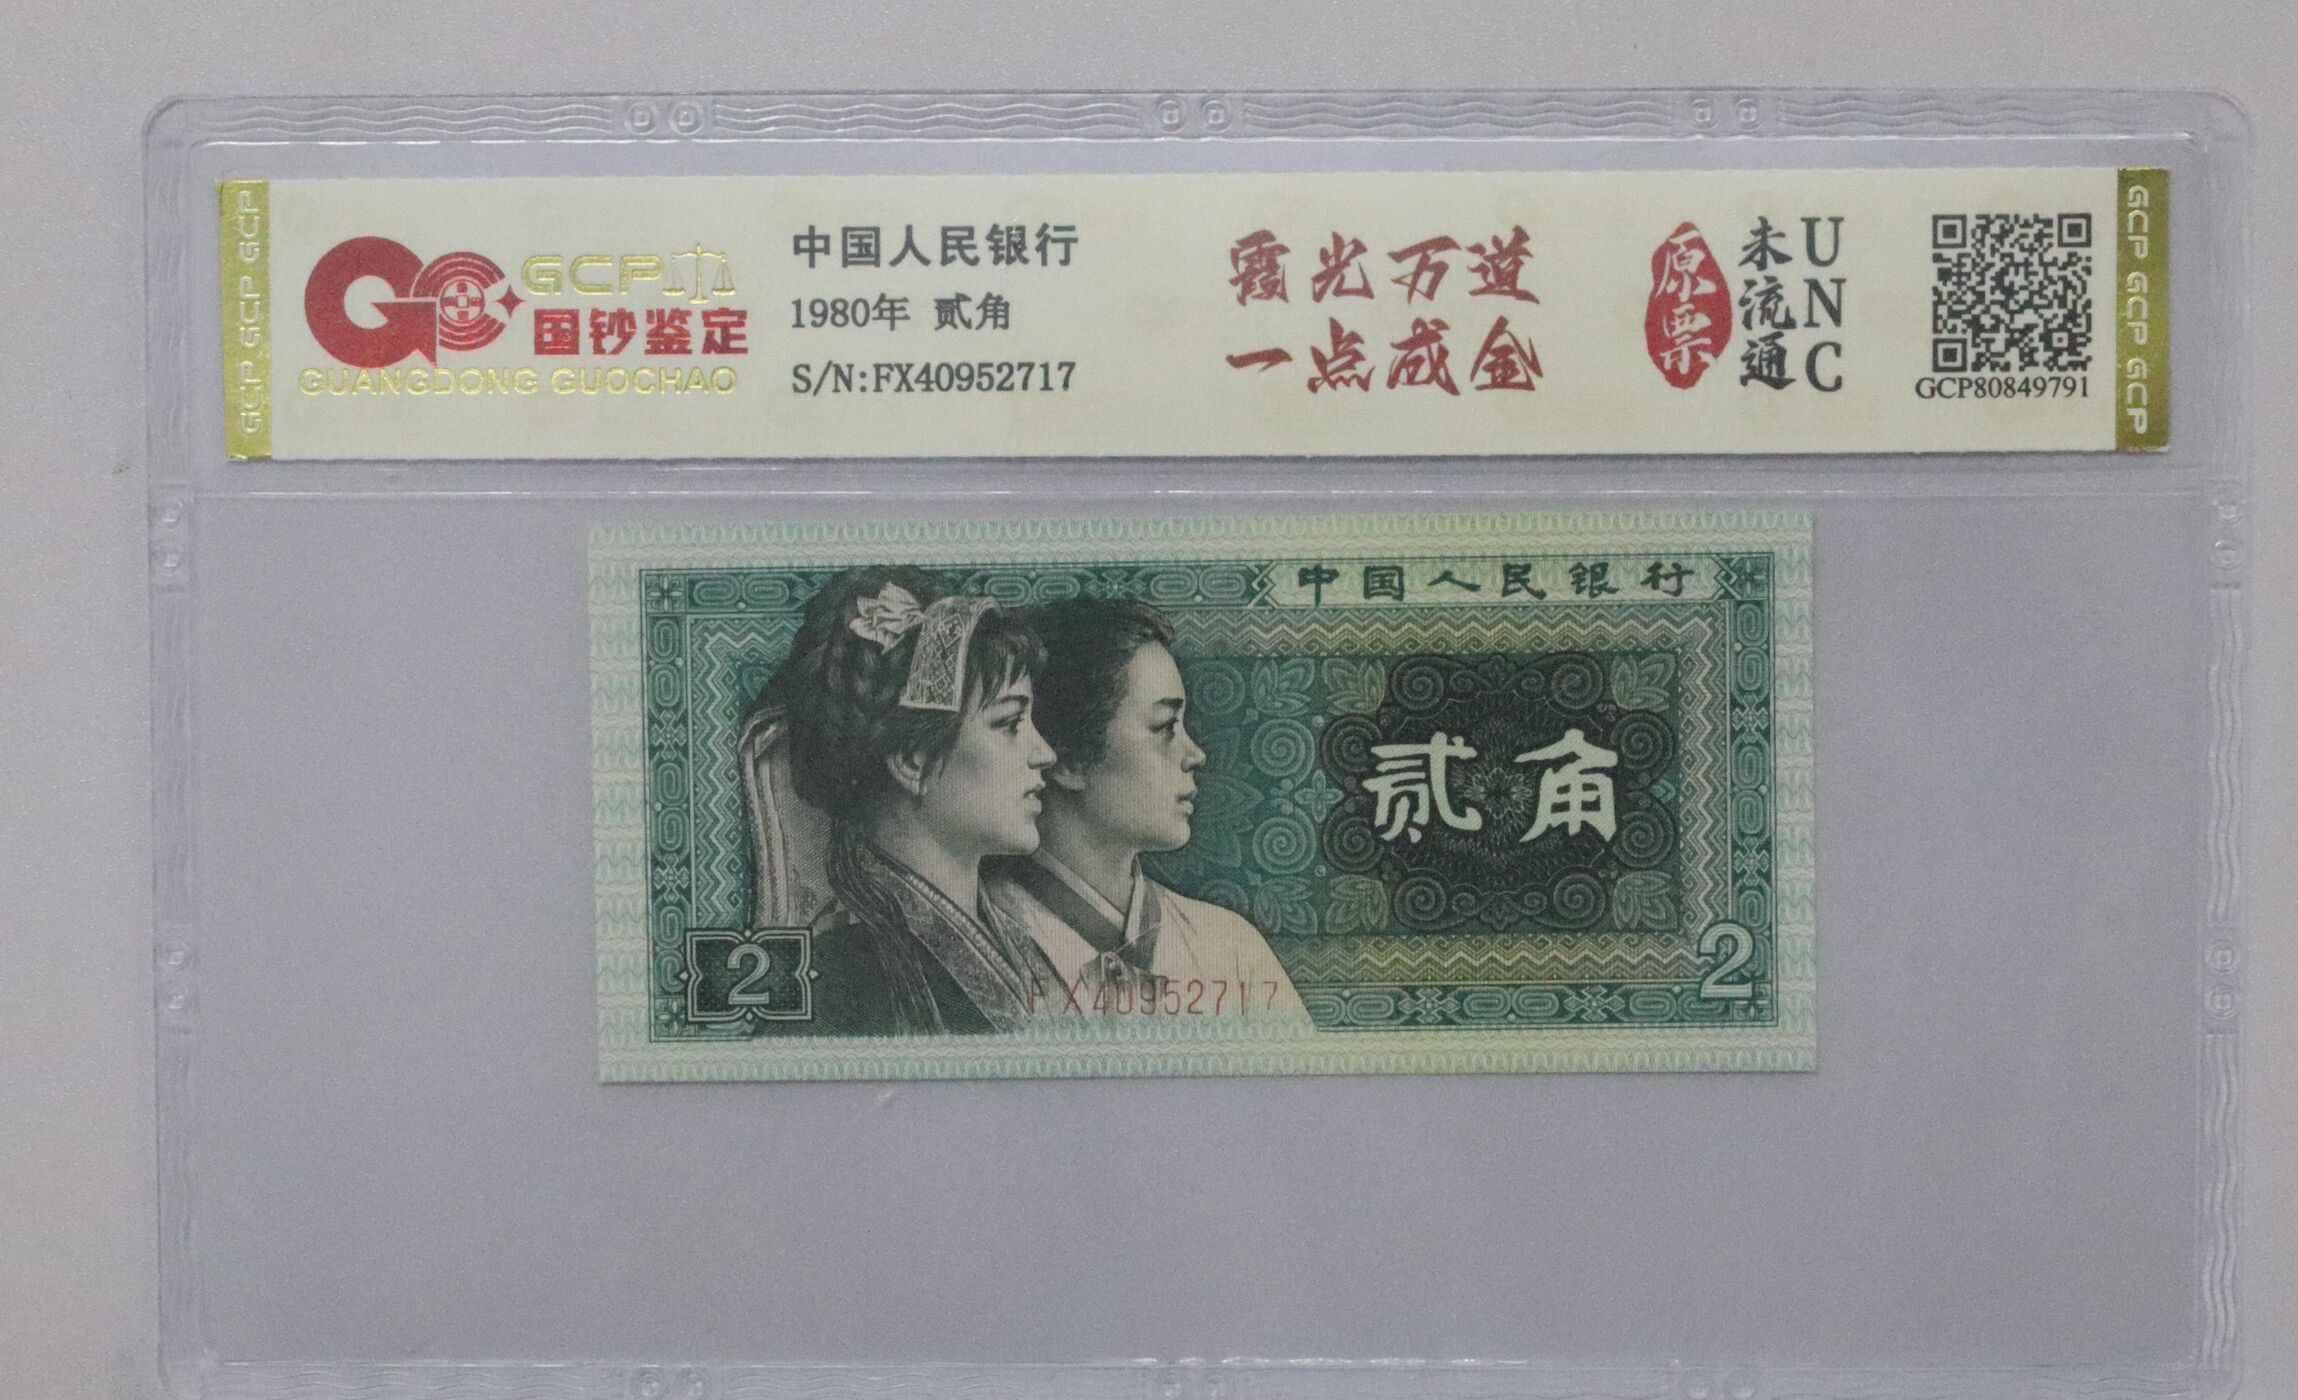 GCP GCP GCP
GCP
国钞鉴定
GUANGDONG GUOCHAO
中国人民银行
1980年 贰角
S/N:FX40952717
霞光万道
一点成金
原票
未流通
UNC
GCP80849791
GCP GCP GCP
中国人民银行
贰角
2
FX40952717
2